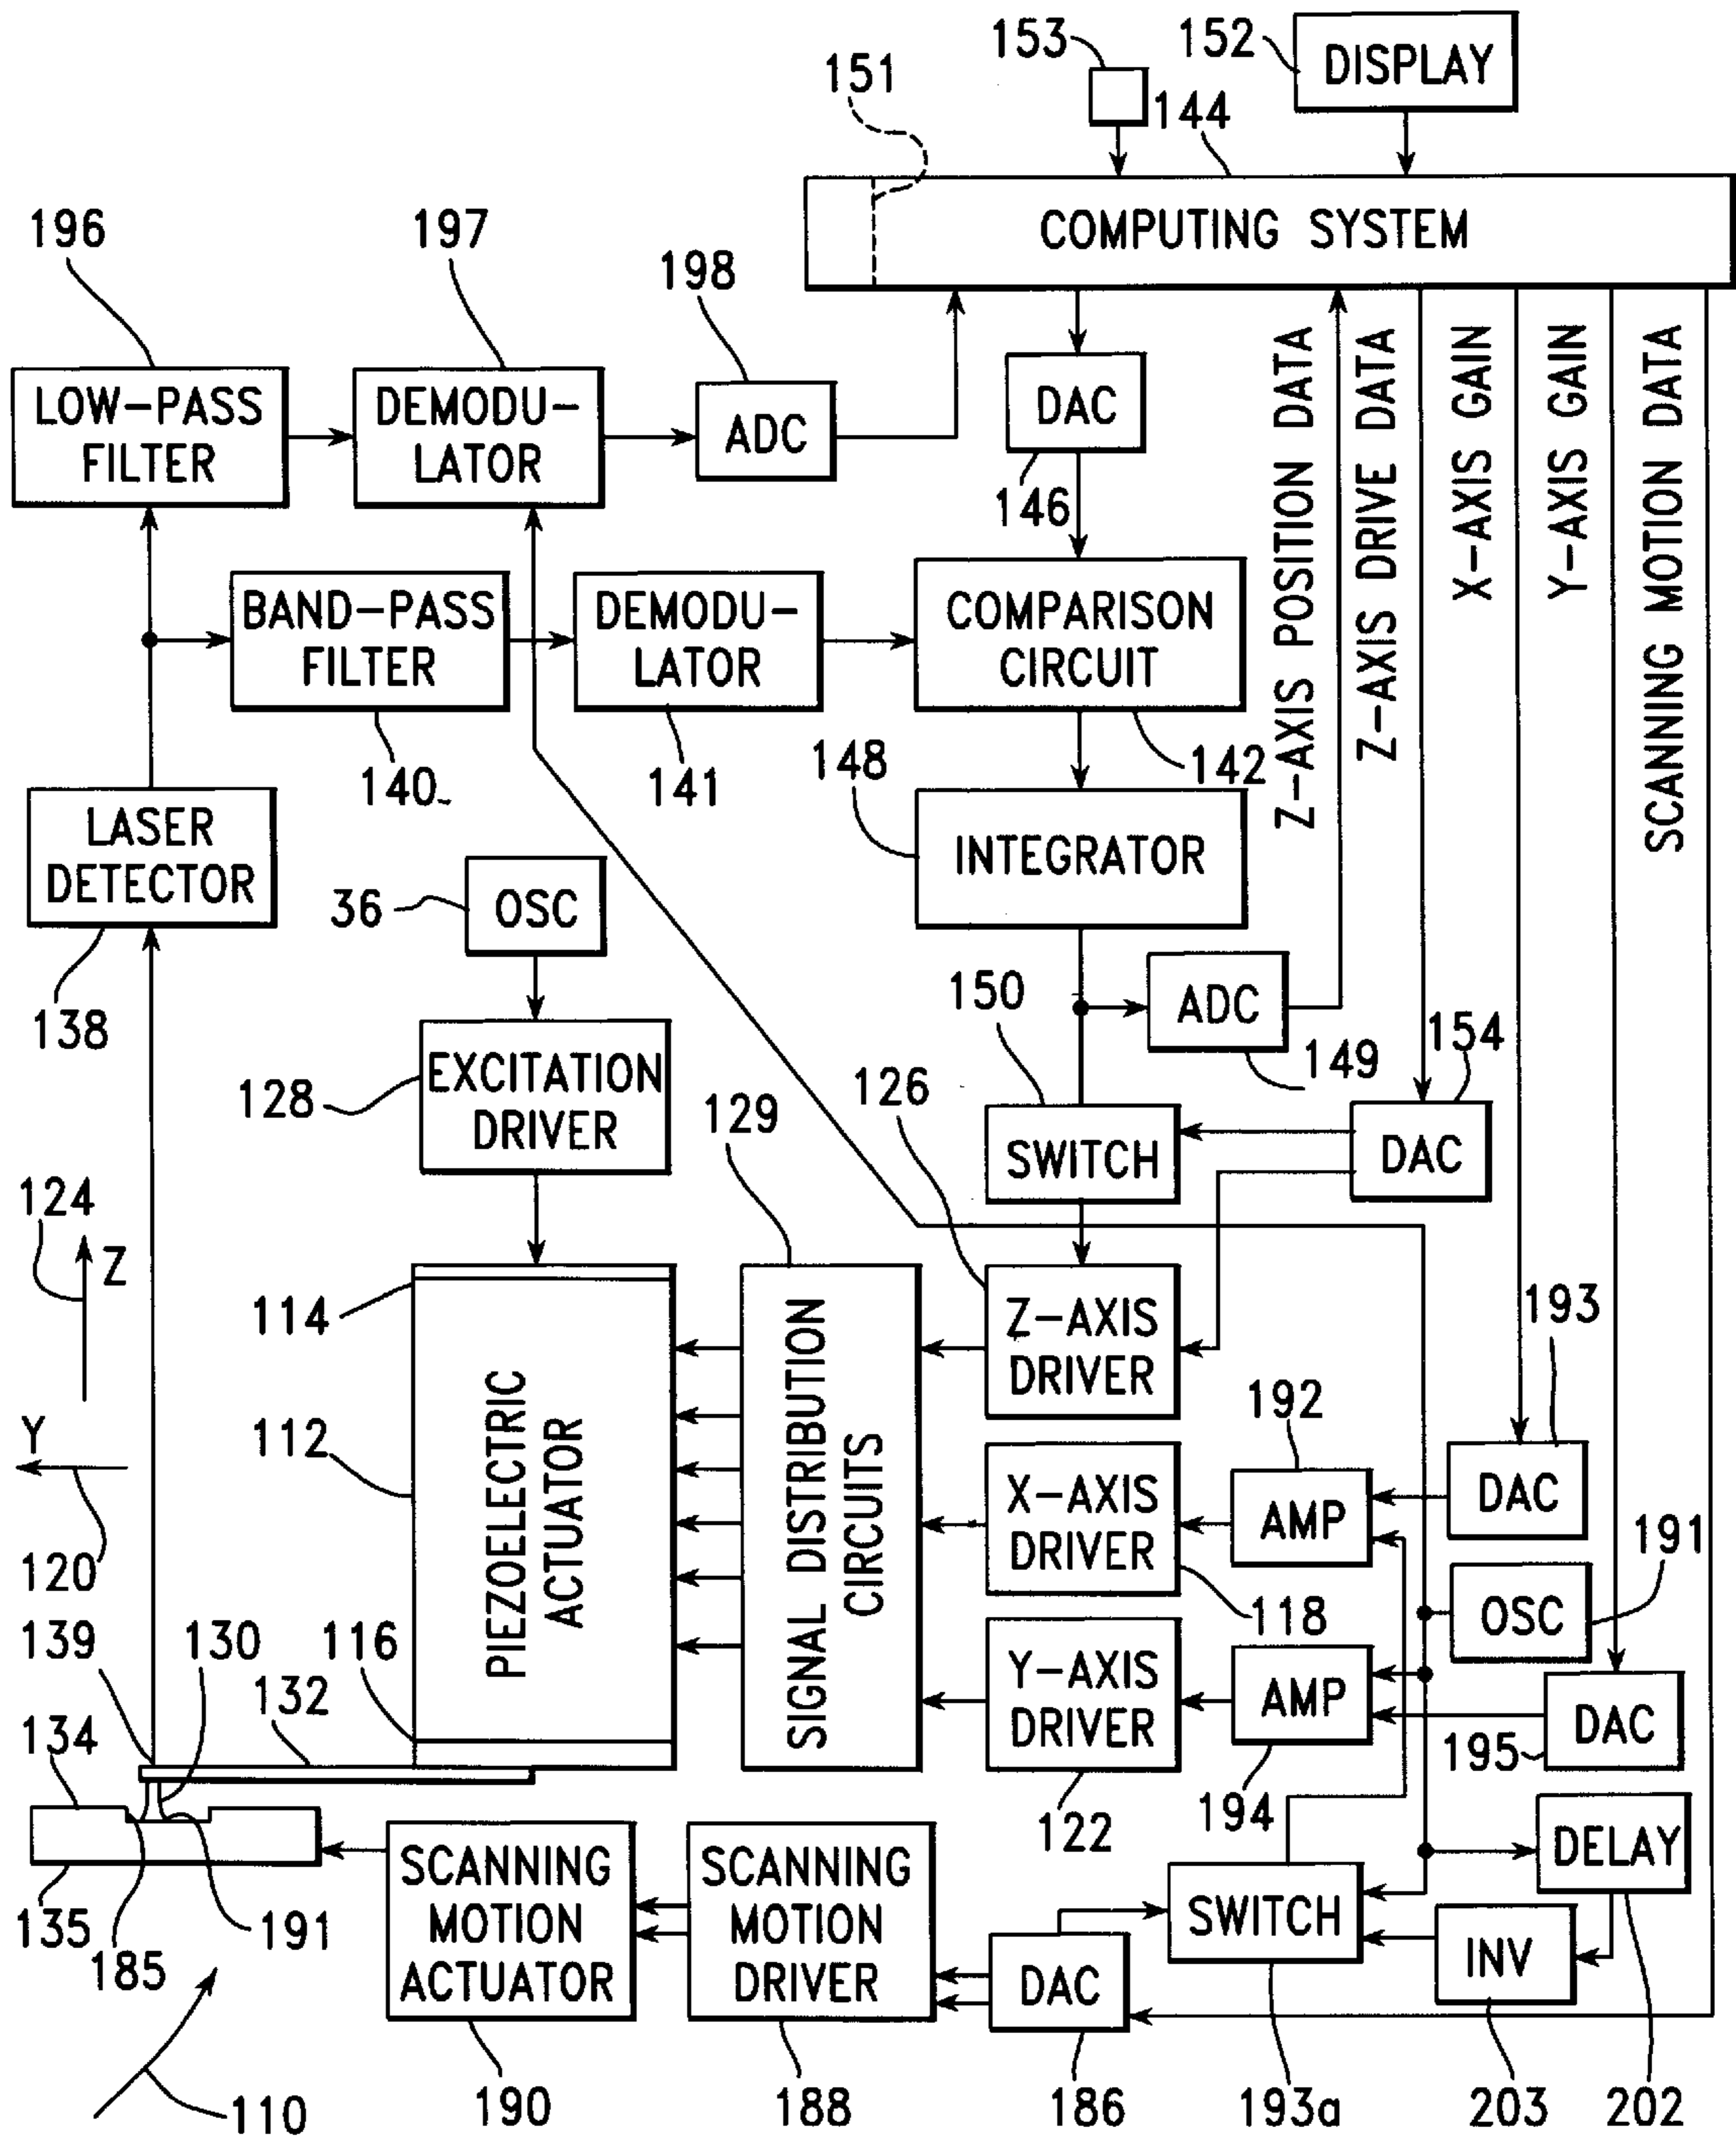 153
152
DISPLAY
151
144
COMPUTING SYSTEM
196
197
198
LOW-PASS
FILTER
DEMODU-
LATOR
ADC
DAC
146
Z-AXIS POSITION DATA
Z-AXIS DRIVE DATA
X-AXIS GAIN
Y-AXIS GAIN
SCANNING MOTION DATA
BAND-PASS
FILTER
DEMODU-
LATOR
COMPARISON
CIRCUIT
140
141
148
142
LASER
DETECTOR
138
INTEGRATOR
36
OSC
150
ADC
149
154
128
EXCITATION
DRIVER
129
126
SWITCH
DAC
124
Z
114
Z-AXIS
DRIVER
193
Y
112
PIEZOELECTRIC
ACTUATOR
SIGNAL DISTRIBUTION
CIRCUITS
192
X-AXIS
DRIVER
AMP
DAC
120
118
191
OSC
139
130
116
132
Y-AXIS
DRIVER
AMP
DAC
134
195
122
194
DELAY
135
185
191
SCANNING
MOTION
ACTUATOR
SCANNING
MOTION
DRIVER
DAC
SWITCH
INV
110
190
188
186
193a
203
202